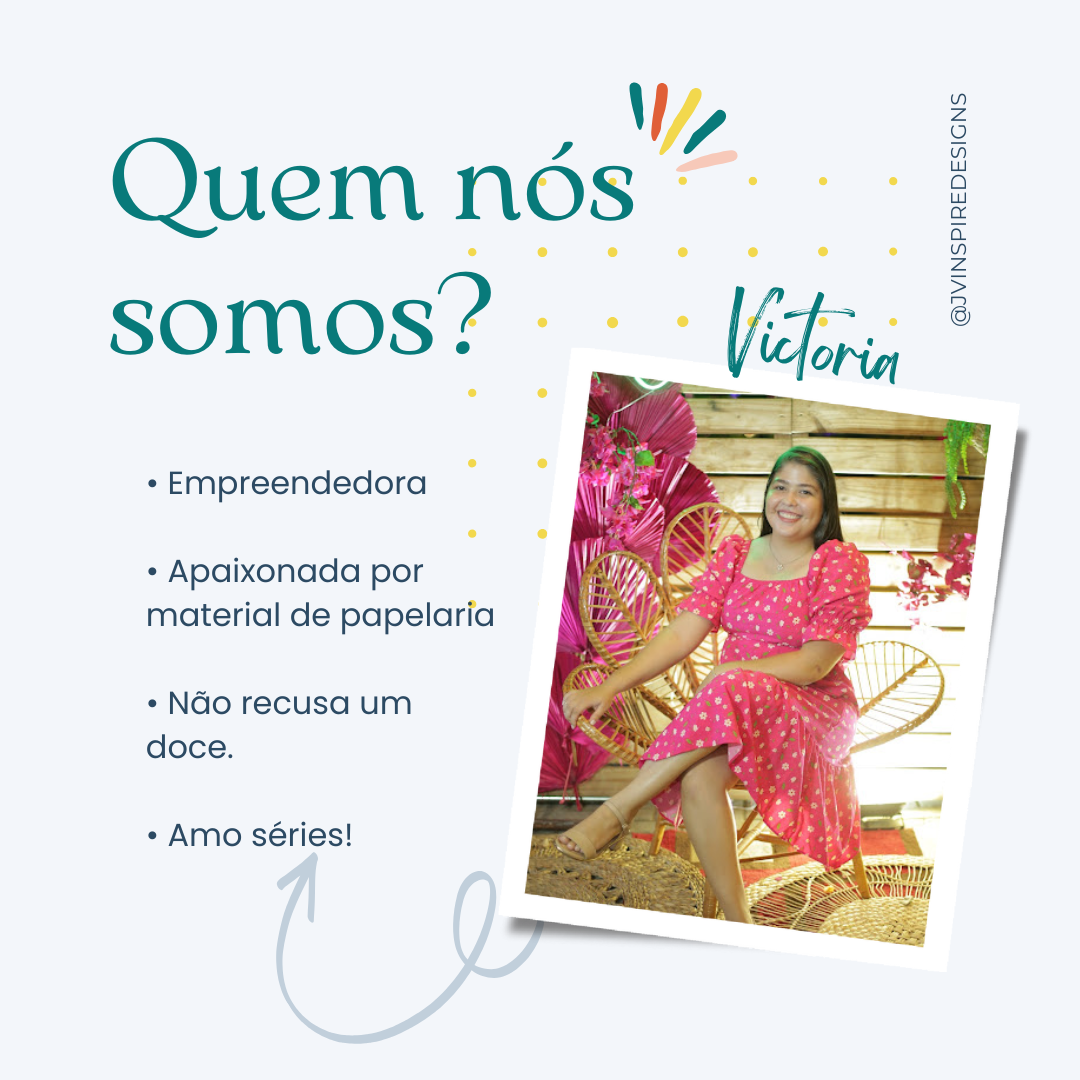 Quem nós
somos?
@JVINSPIREDESIGNS
Victoria
• Empreendedora
• Apaixonada por
material de papelaria
• Não recusa um
doce.
• Amo séries!